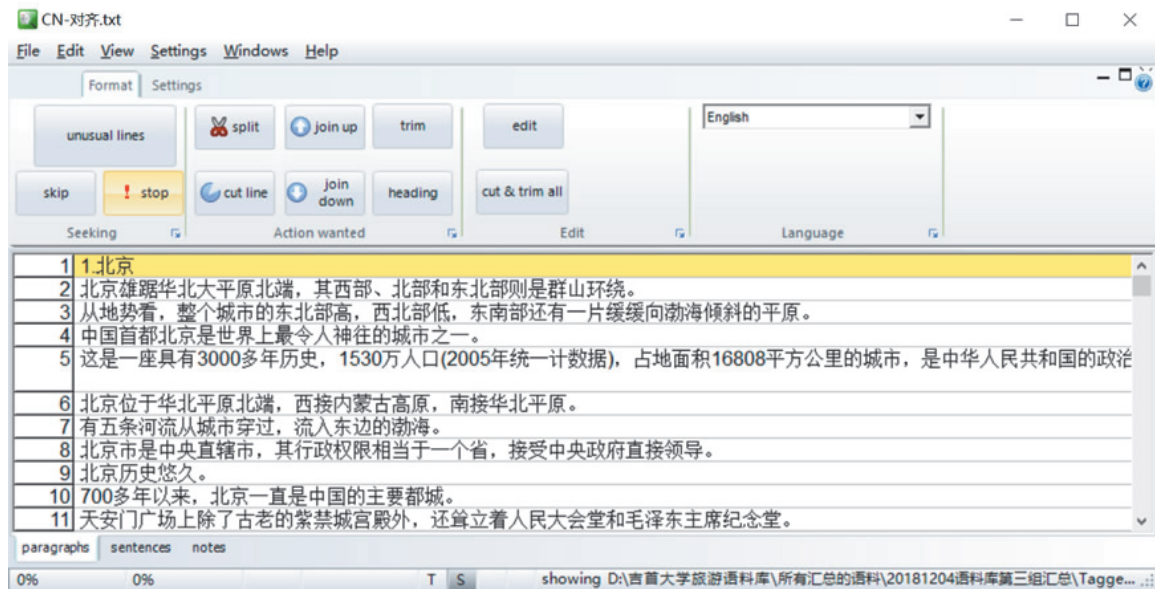 CN-对齐.txt
File Edit View Settings Windows Help
Format Settings
unusual lines
split
join up
trim
edit
English
skip
! stop
cut line
join down
heading
cut & trim all
Seeking
Action wanted
Edit
Language
1 1.北京
2 北京雄踞华北大平原北端，其西部、北部和东北部则是群山环绕。
3 从地势看，整个城市的东北部高，西北部低，东南部还有一片缓缓向渤海倾斜的平原。
4 中国首都北京是世界上最令人神往的城市之一。
5 这是一座具有3000多年历史，1530万人口(2005年统一计数据)，占地面积16808平方公里的城市，是中华人民共和国的政治
6 北京位于华北平原北端，西接内蒙古高原，南接华北平原。
7 有五条河流从城市穿过，流入东边的渤海。
8 北京市是中央直辖市，其行政权限相当于一个省，接受中央政府直接领导。
9 北京历史悠久。
10 700多年以来，北京一直是中国的主要都城。
11 天安门广场上除了古老的紫禁城宫殿外，还耸立着人民大会堂和毛泽东主席纪念堂。
paragraphs sentences notes
0% 0% T S showing D:\吉首大学旅游语料库\所有汇总的语料\20181204语料库第三组汇总\Tagge...